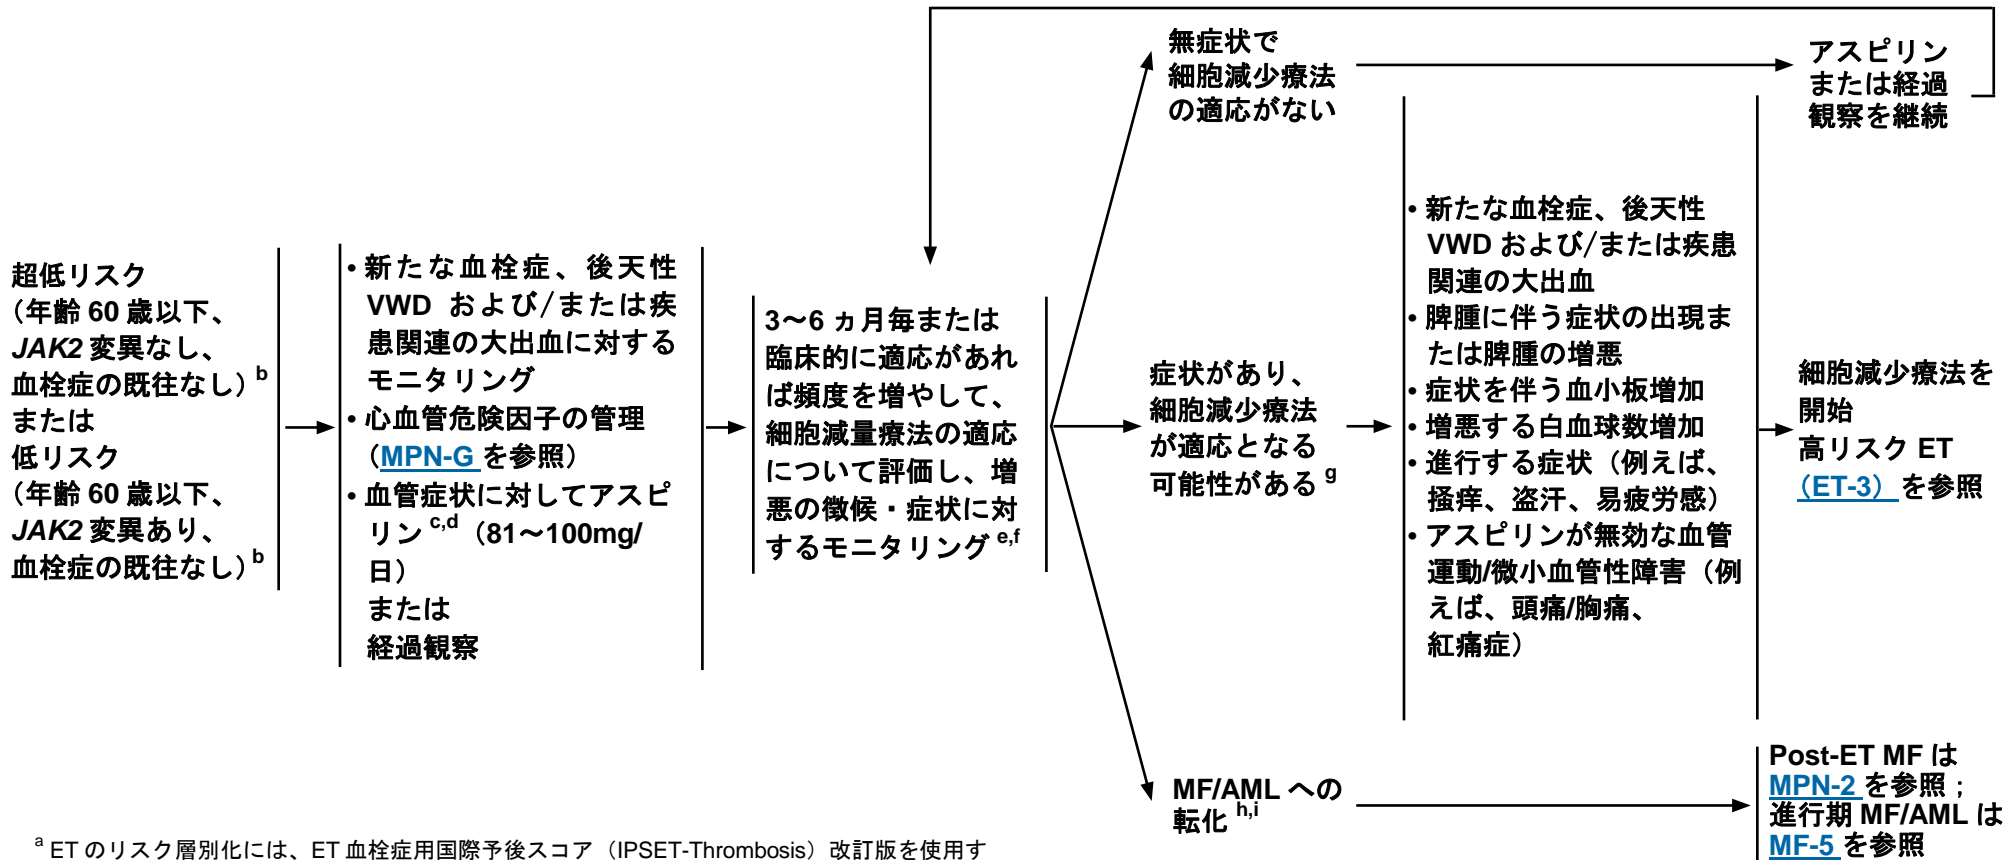 超低リスク
（年齢 60 歳以下、
JAK2 変異なし、
血栓症の既往なし）b
または
低リスク
（年齢 60 歳以下、
JAK2 変異あり、
血栓症の既往なし）b
• 新たな血栓症、後天性
VWD および/または疾
患関連の大出血に対する
モニタリング
• 心血管危険因子の管理
（MPN-G を参照）
• 血管症状に対してアスピ
リン c,d（81～100mg/
日）
または
経過観察
3～6 ヵ月毎または
臨床的に適応があれ
ば頻度を増やして、
細胞減量療法の適応
について評価し、増
悪の徴候・症状に対
するモニタリング e,f
無症状で
細胞減少療法
の適応がない
アスピリン
または経過
観察を継続
症状があり、
細胞減少療法
が適応となる
可能性がある g
• 新たな血栓症、後天性
VWD および/または疾患
関連の大出血
• 脾腫に伴う症状の出現ま
たは脾腫の増悪
• 症状を伴う血小板増加
• 増悪する白血球数増加
• 進行する症状（例えば、
掻痒、盗汗、易疲労感）
• アスピリンが無効な血管
運動/微小血管性障害（例
えば、頭痛/胸痛、
紅痛症）
細胞減少療法を
開始
高リスク ET
（ET-3）を参照
MF/AML への
転化 h,i
Post-ET MF は
MPN-2 を参照；
進行期 MF/AML は
MF-5 を参照
a ET のリスク層別化には、ET 血栓症用国際予後スコア（IPSET-Thrombosis）改訂版を使用す